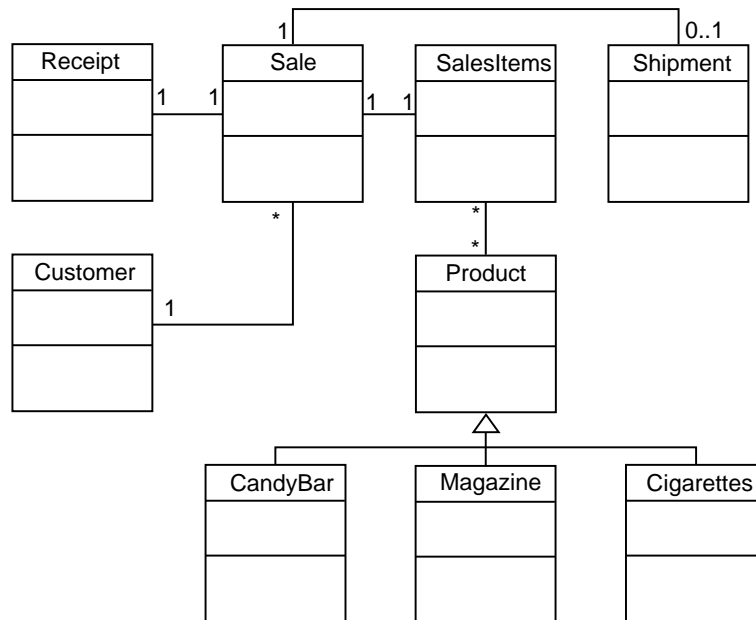 1
0..1
Receipt
Sale
SalesItems
Shipment
1
1
1
1
*
*
*
Customer
Product
1
CandyBar
Magazine
Cigarettes